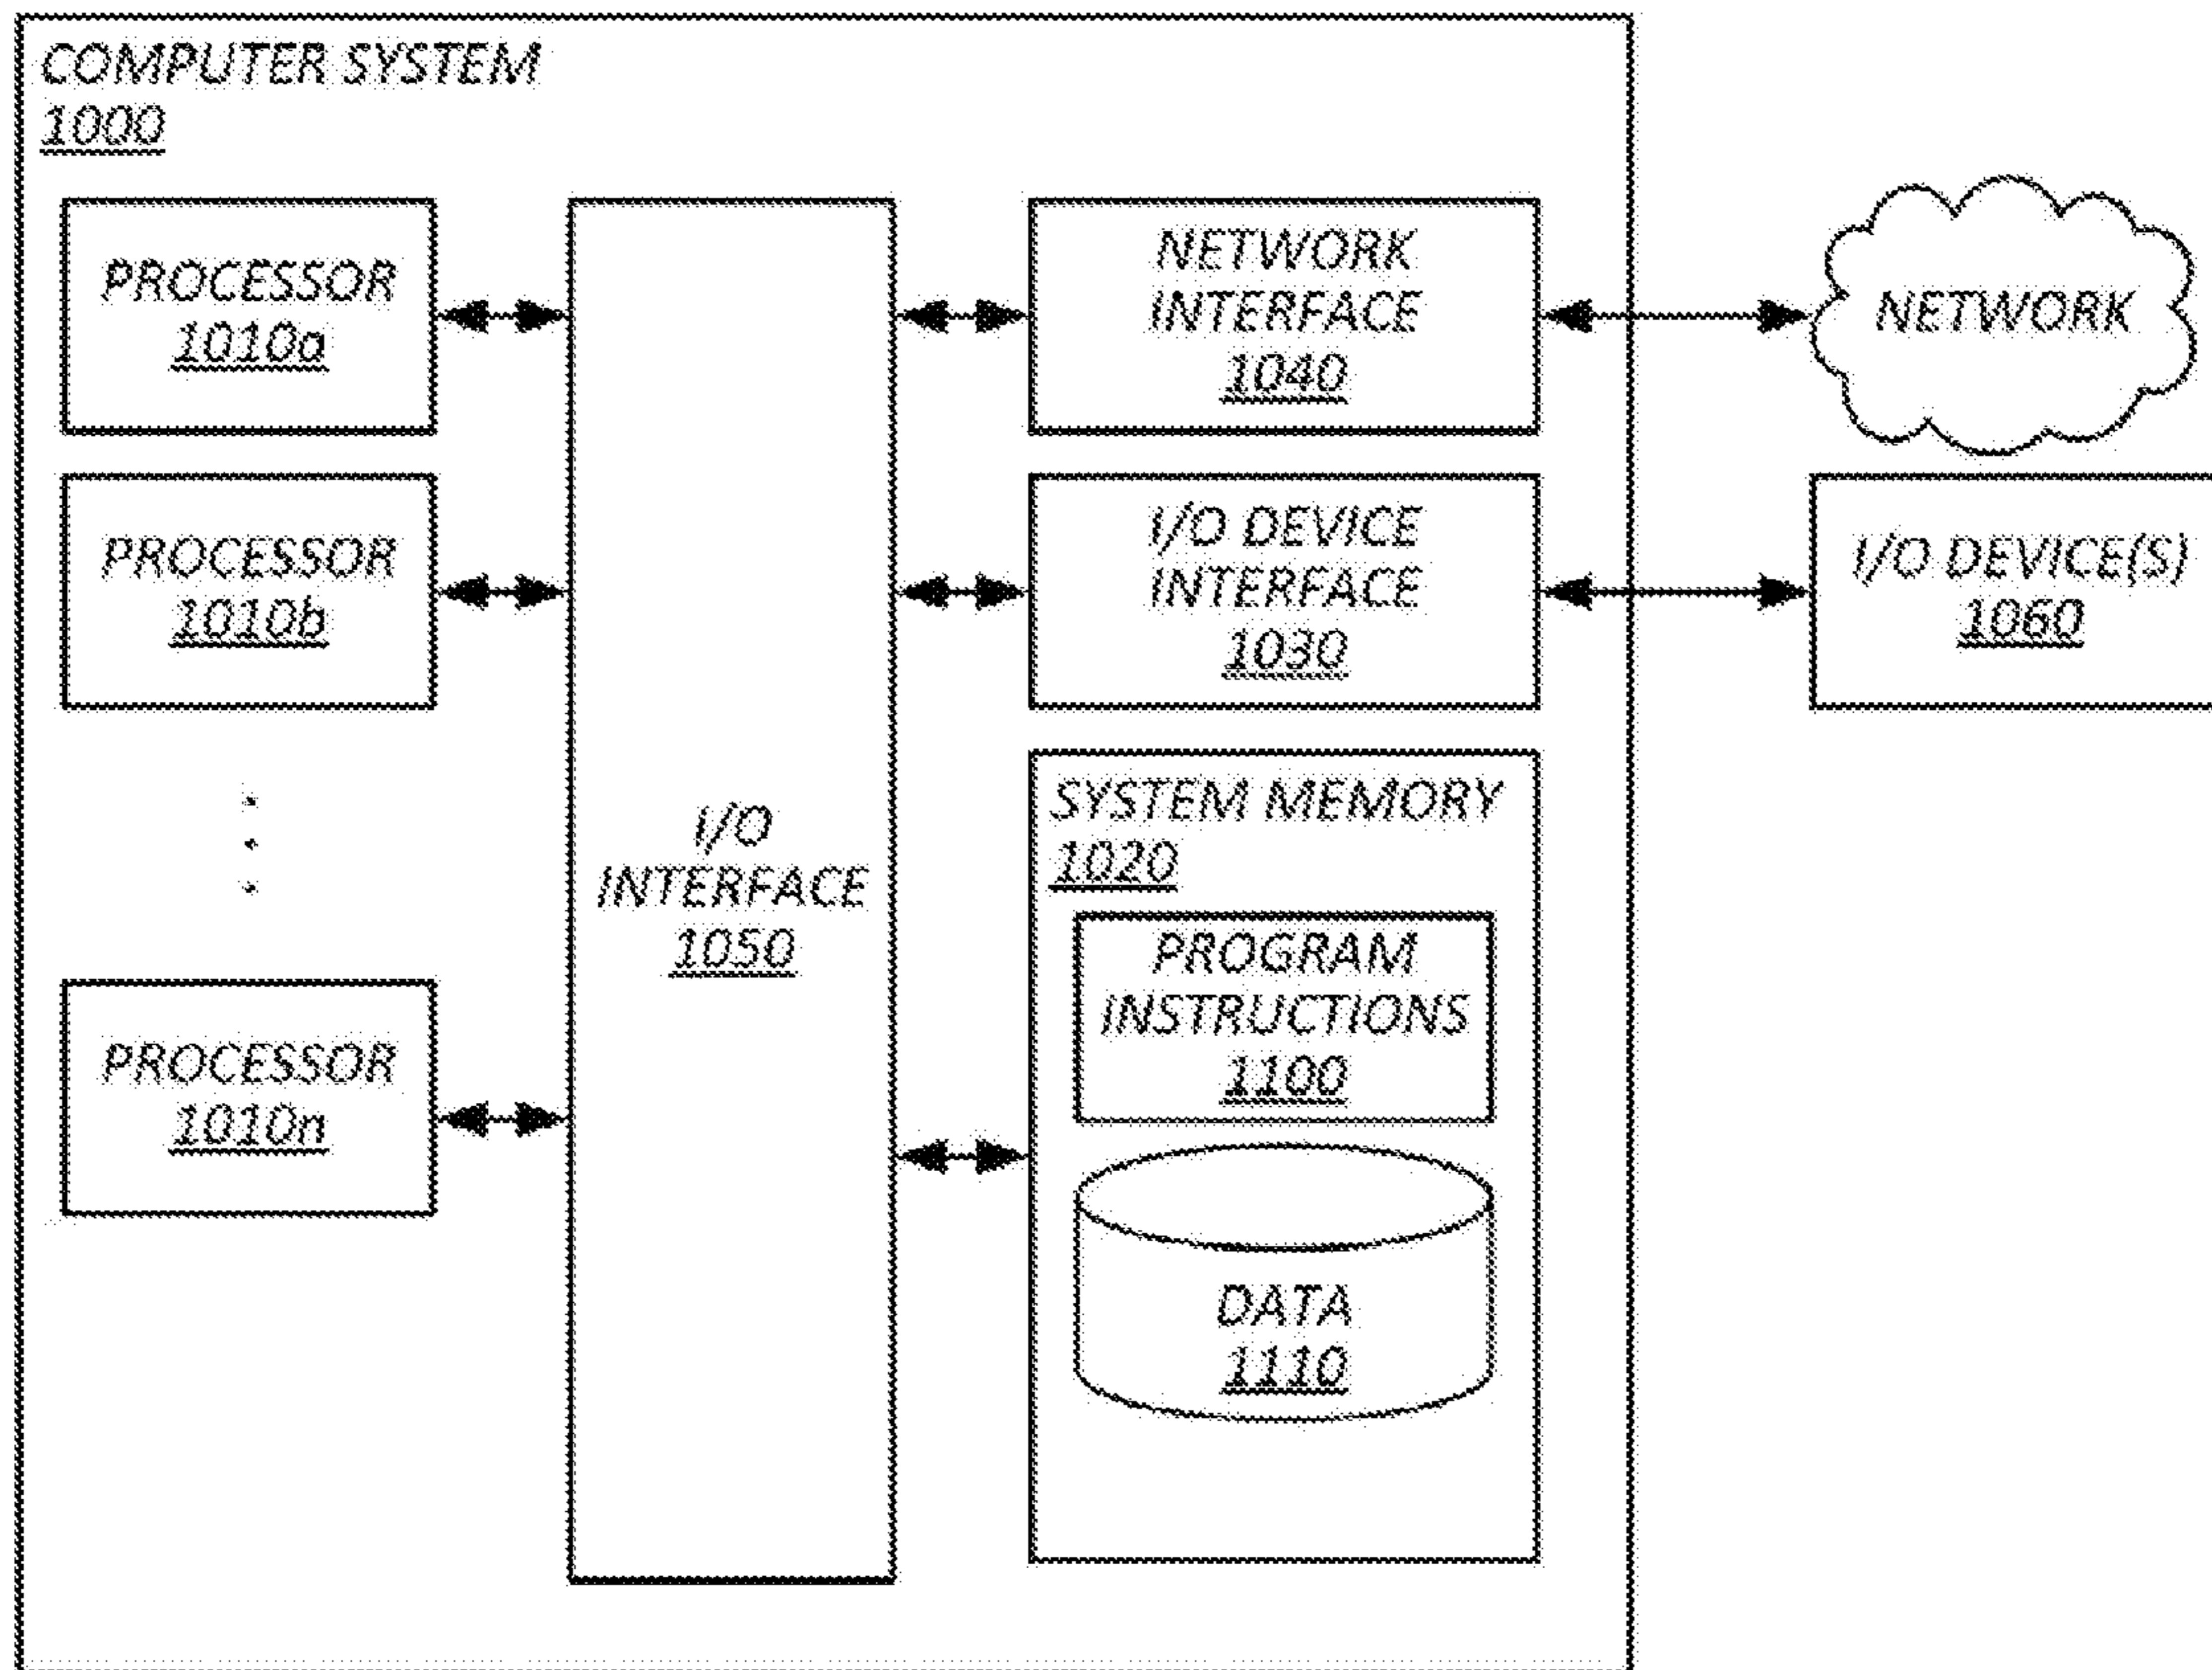 COMPUTER SYSTEM
1000
PROCESSOR
1010a
PROCESSOR
1010b
PROCESSOR
1010n
I/O
INTERFACE
1050
NETWORK
INTERFACE
1040
I/O DEVICE
INTERFACE
1030
SYSTEM MEMORY
1020
PROGRAM
INSTRUCTIONS
1100
DATA
1110
NETWORK
I/O DEVICE(S)
1060